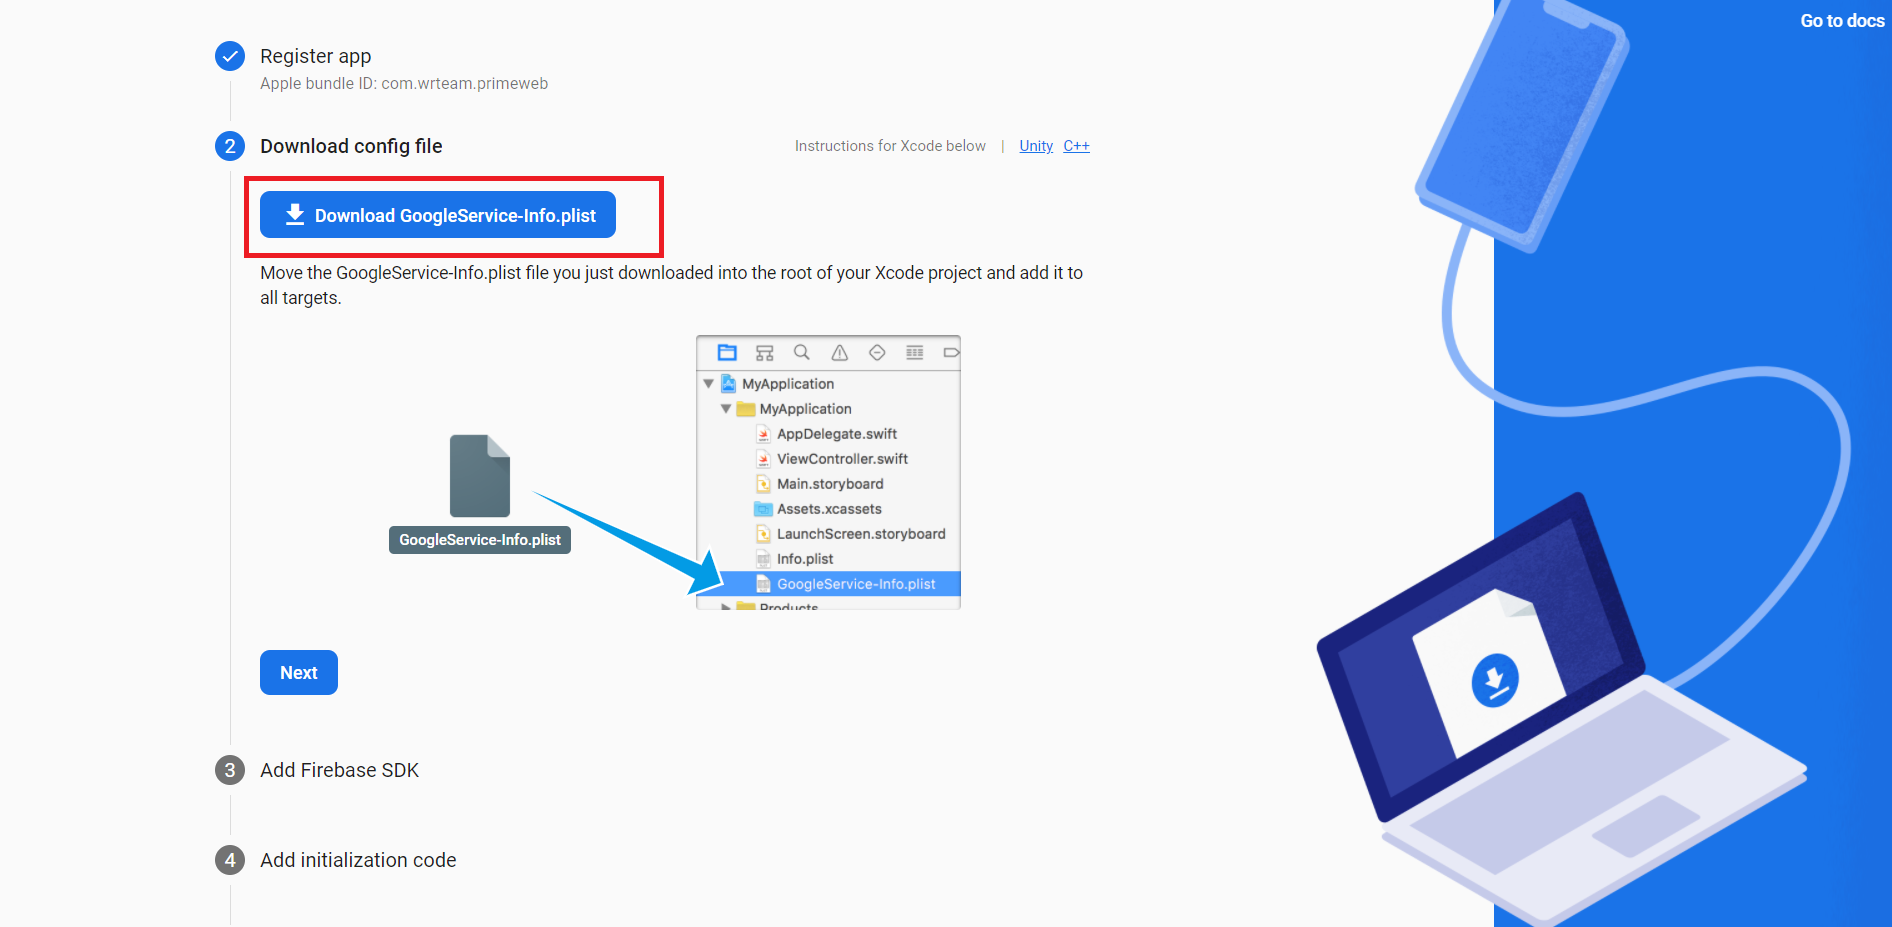 Go to docs
Register app
Apple bundle ID: com.wrteam.primeweb
2 Download config file
Instructions for Xcode below | Unity C++
Download GoogleService-Info.plist
Move the GoogleService-Info.plist file you just downloaded into the root of your Xcode project and add it to
all targets.
MyApplication
MyApplication
AppDelegate.swift
ViewController.swift
Main.storyboard
Assets.xcassets
LaunchScreen.storyboard
Info.plist
GoogleService-Info.plist
Products
GoogleService-Info.plist
Next
3 Add Firebase SDK
4 Add initialization code